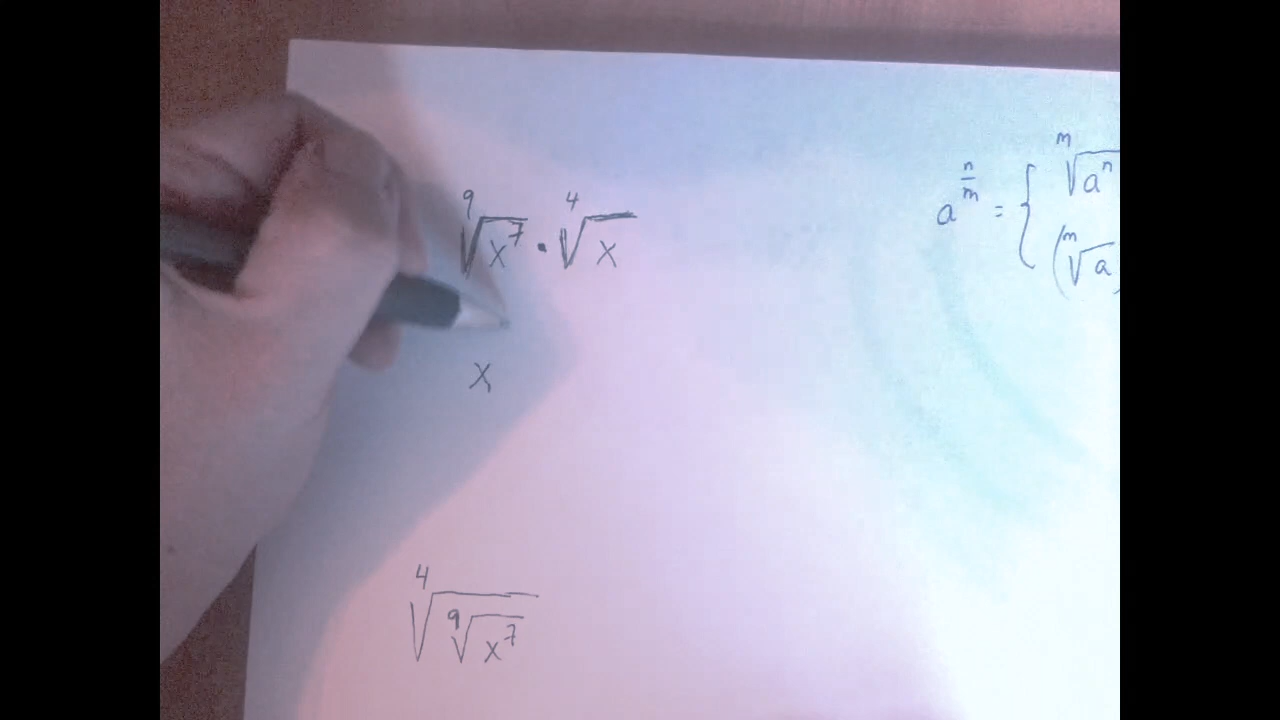 ⁹√x⁷ · ⁴√x
x
⁴√⁹√x⁷
a^(n/m) = { ᵐ√aⁿ
(ᵐ√a)